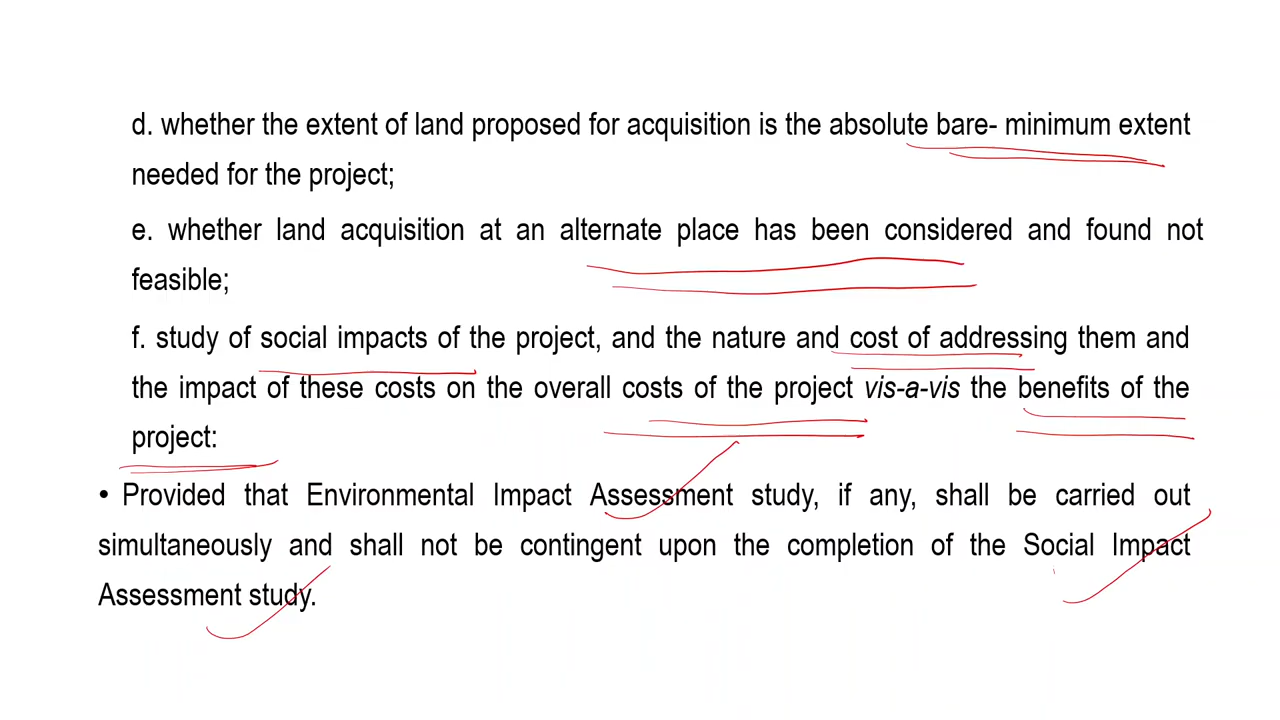 d. whether the extent of land proposed for acquisition is the absolute bare- minimum extent
needed for the project;
e. whether land acquisition at an alternate place has been considered and found not
feasible;
f. study of social impacts of the project, and the nature and cost of addressing them and
the impact of these costs on the overall costs of the project vis-a-vis the benefits of the
project:
• Provided that Environmental Impact Assessment study, if any, shall be carried out
simultaneously and shall not be contingent upon the completion of the Social Impact
Assessment study.